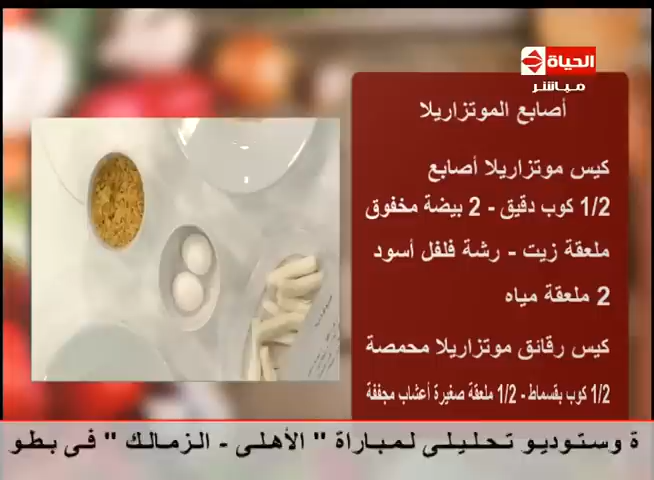 الحياة
مباشر
أصابع الموتزاريلا
كيس موتزاريلا أصابع
1/2 كوب دقيق - 2 بيضة مخفوق
ملعقة زيت - رشة فلفل أسود
2 ملعقة مياه
كيس رقائق موتزاريلا محمصة
1/2 كوب بقسماط - 1/2 ملعقة صغيرة أعشاب مجففة
ة وستوديو تحليلى لمباراة " الأهلى - الزمالك " فى بطو